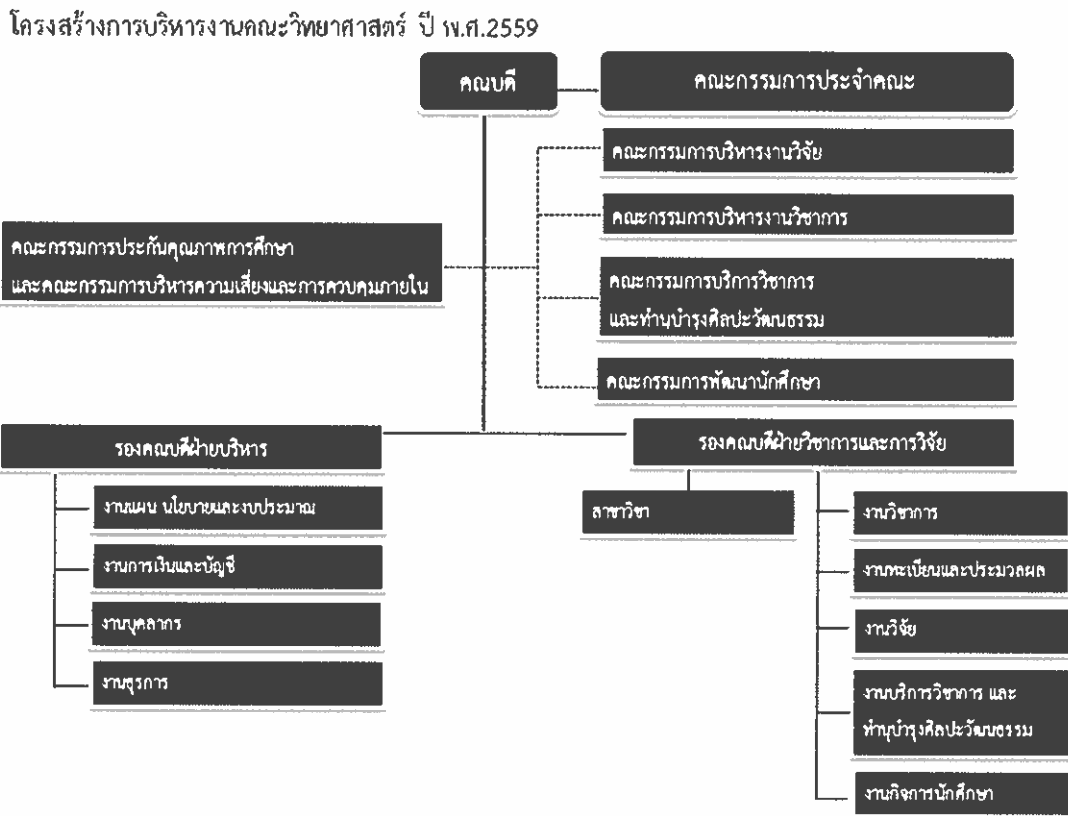 โครงสร้างการบริหารงานคณะวิทยาศาสตร์ ปี พ.ศ.2559
คณบดี
คณะกรรมการประจำคณะ
คณะกรรมการบริหารงานวิจัย
คณะกรรมการบริหารงานวิชาการ
คณะกรรมการประกันคุณภาพการศึกษา
และคณะกรรมการบริหารความเสี่ยงและการควบคุมภายใน
คณะกรรมการบริการวิชาการ
และทำนุบำรุงศิลปะวัฒนธรรม
คณะกรรมการพัฒนานักศึกษา
รองคณบดีฝ่ายบริหาร
งานแผน นโยบายและงบประมาณ
งานการเงินและบัญชี
งานบุคลากร
งานธุรการ
รองคณบดีฝ่ายวิชาการและการวิจัย
สาขาวิชา
งานวิชาการ
งานทะเบียนและประมวลผล
งานวิจัย
งานบริการวิชาการ และ
ทำนุบำรุงศิลปะวัฒนธรรม
งานกิจการนักศึกษา